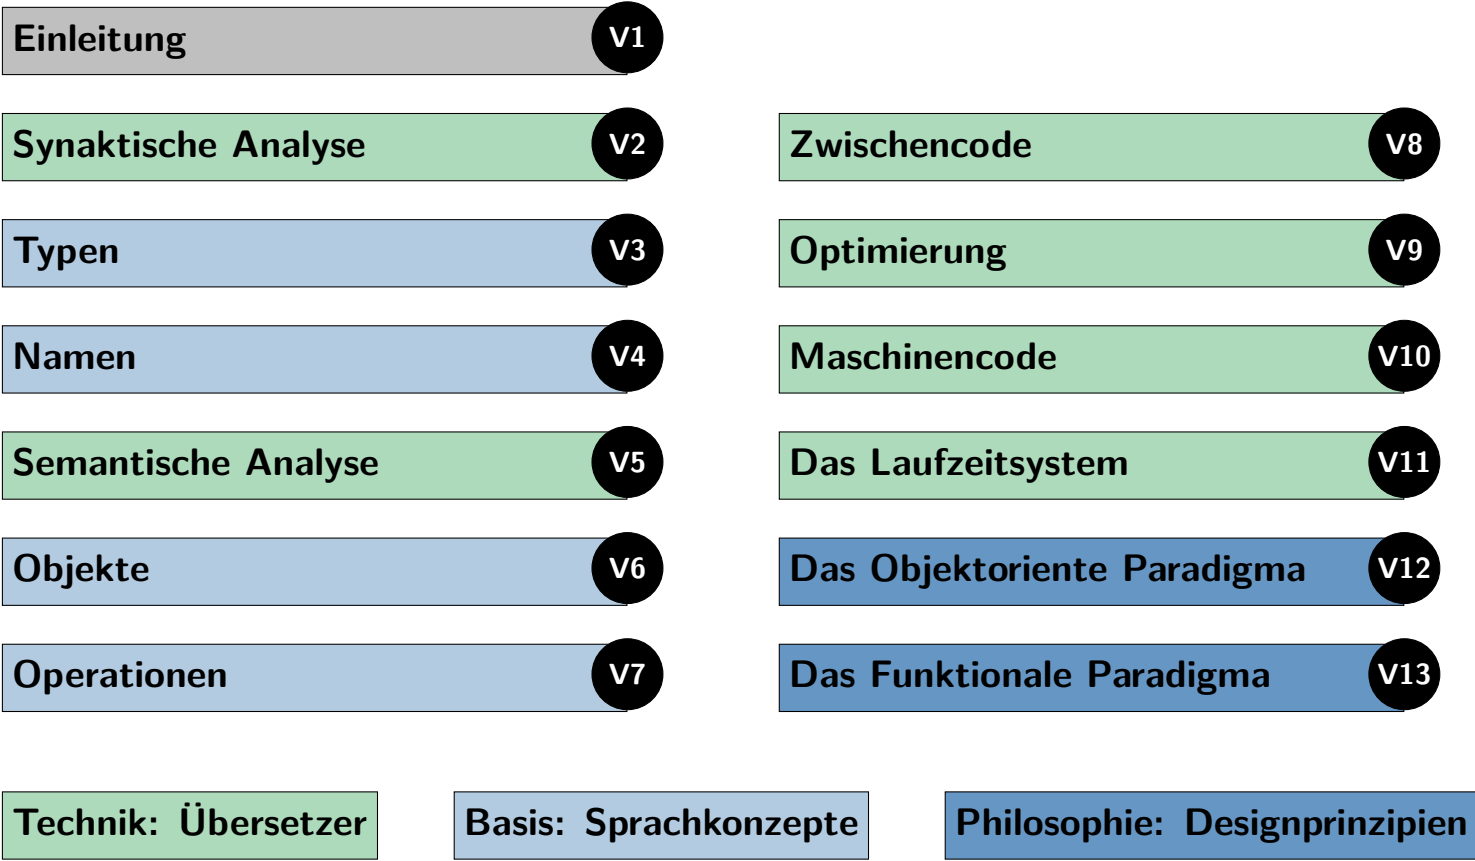 Einleitung V1
Synaktische Analyse V2
Typen V3
Namen V4
Semantische Analyse V5
Objekte V6
Operationen V7
Zwischencode V8
Optimierung V9
Maschinencode V10
Das Laufzeitsystem V11
Das Objektoriente Paradigma V12
Das Funktionale Paradigma V13
Technik: Übersetzer
Basis: Sprachkonzepte
Philosophie: Designprinzipien